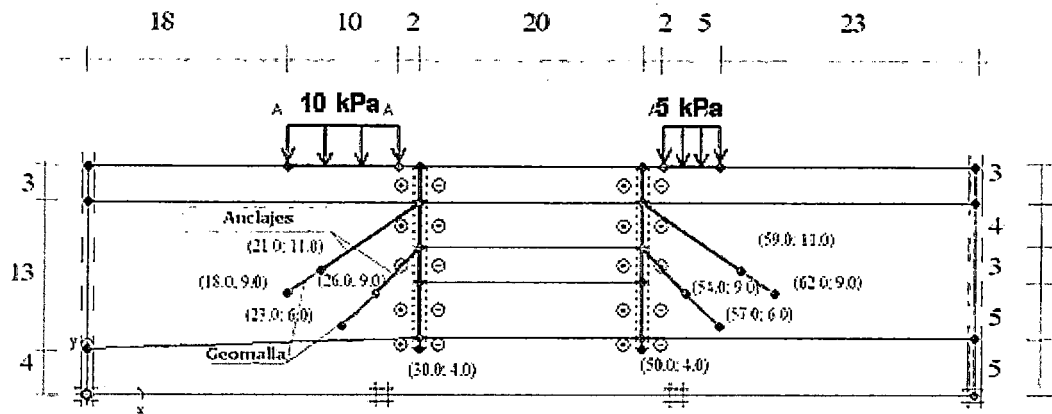 18 10 2 20 2 5 23
A 10 kPa A
A 5 kPa
3
3
Anclajes
4
(21.0; 11.0)
(59.0; 11.0)
13
(18.0; 9.0)
(26.0; 9.0)
(54.0; 9.0)
(62.0; 9.0)
3
(23.0; 6.0)
(57.0; 6.0)
5
y
Geomalla
4
(30.0; 4.0)
(50.0; 4.0)
5
x